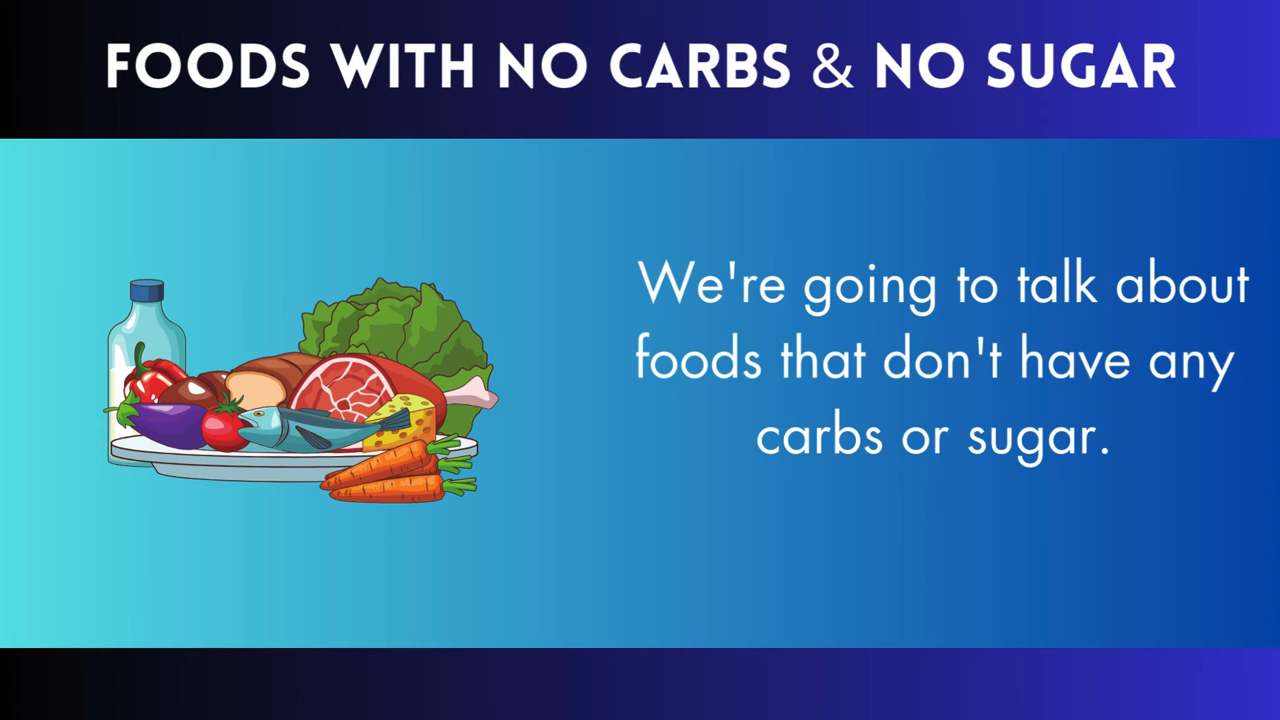 FOODS WITH NO CARBS & NO SUGAR
We're going to talk about
foods that don't have any
carbs or sugar.